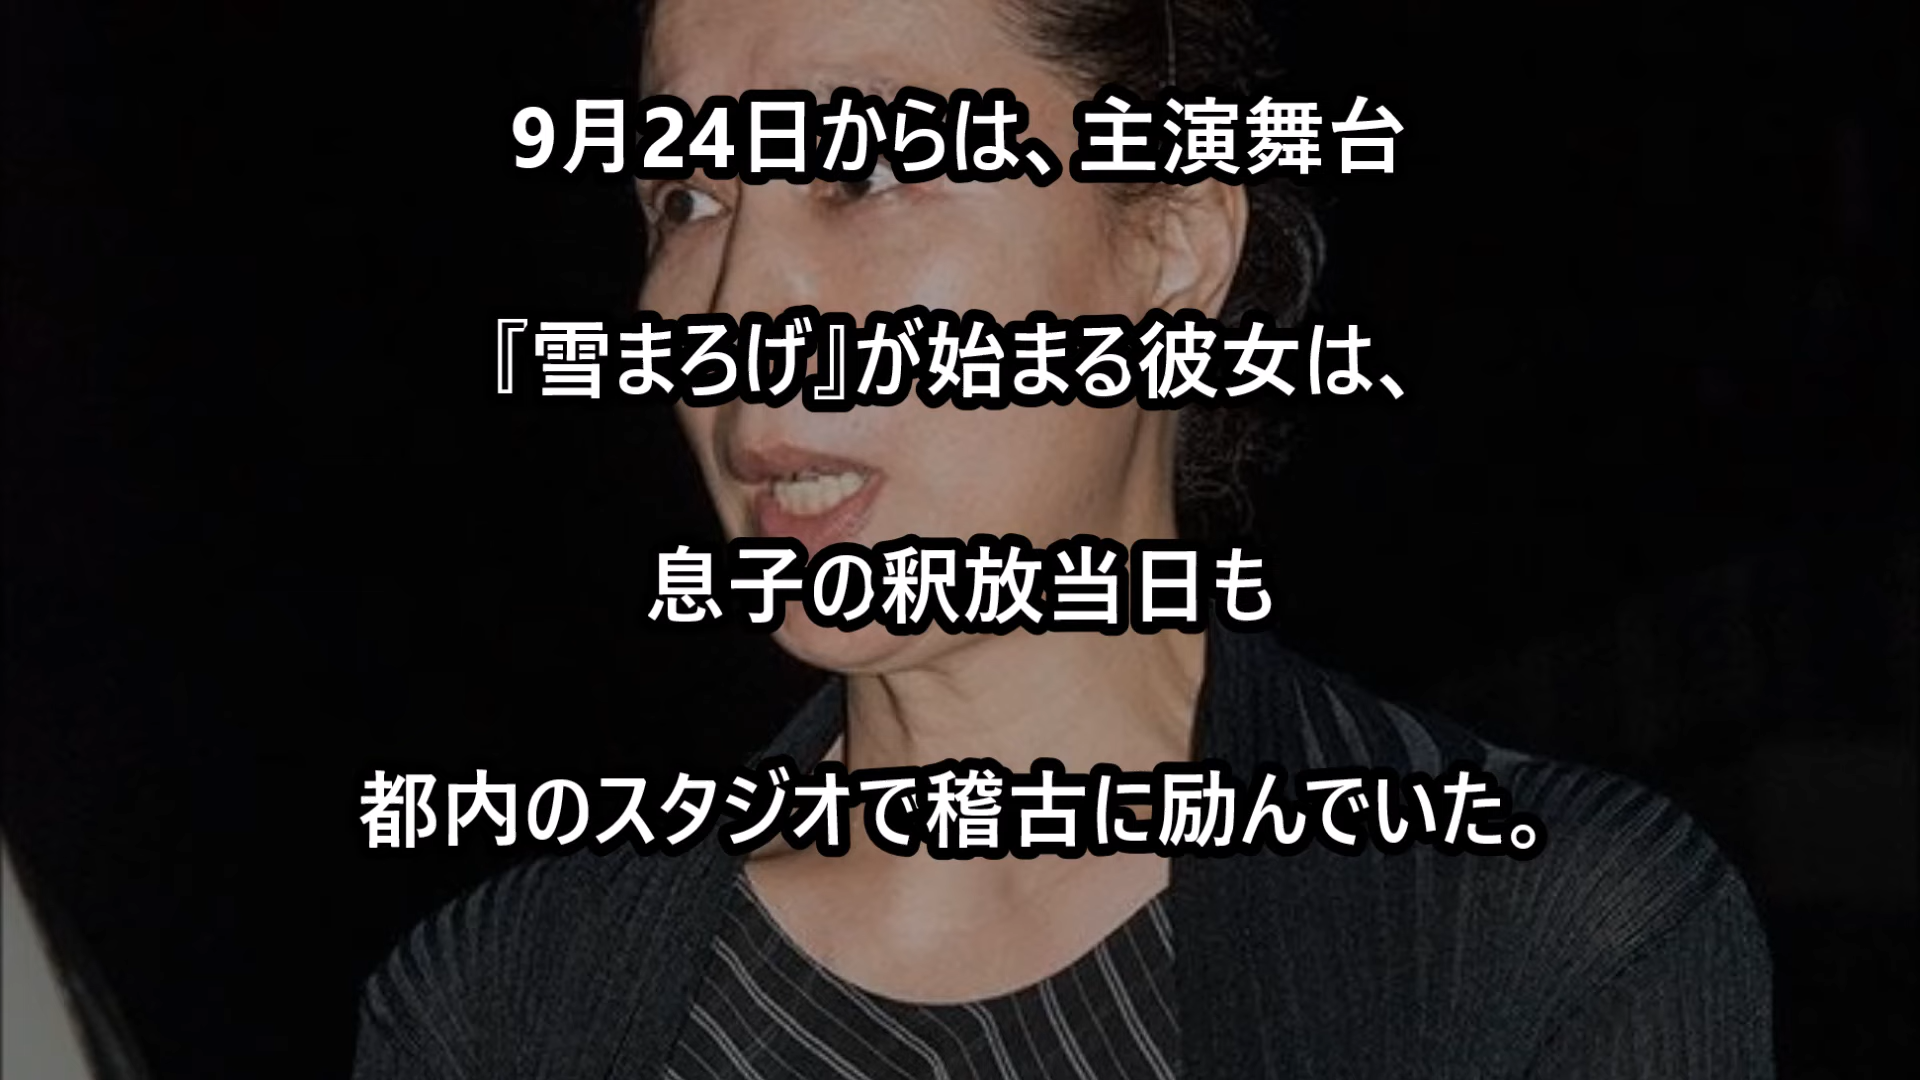 9月24日からは、主演舞台
『雪まろげ』が始まる彼女は、
息子の釈放当日も
都内のスタジオで稽古に励んでいた。